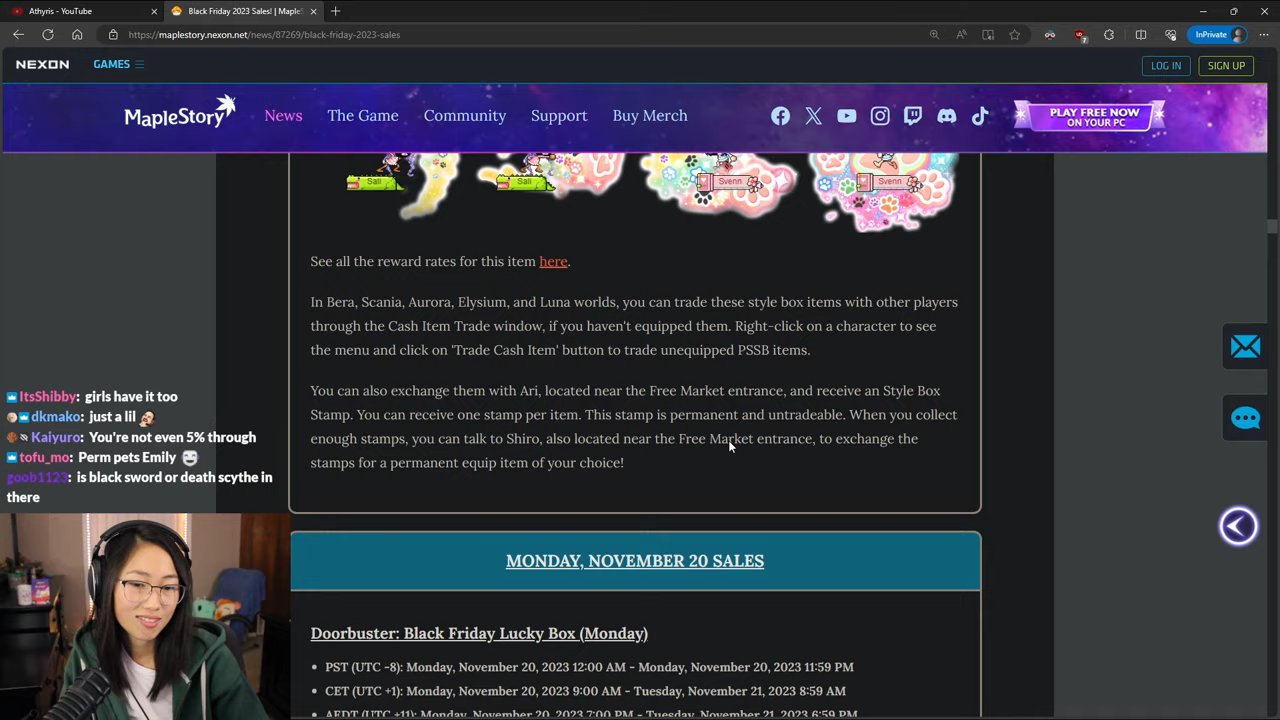 Athyris - YouTube
Black Friday 2023 Sales! | MapleS
https://maplestory.nexon.net/news/87269/black-friday-2023-sales
7
InPrivate
NEXON
GAMES
LOG IN
SIGN UP
MapleStory
News
The Game
Community
Support
Buy Merch
PLAY FREE NOW
ON YOUR PC
Sali
Sali
Svenn
Svenn
See all the reward rates for this item here.
In Bera, Scania, Aurora, Elysium, and Luna worlds, you can trade these style box items with other players
through the Cash Item Trade window, if you haven't equipped them. Right-click on a character to see
the menu and click on 'Trade Cash Item' button to trade unequipped PSSB items.
You can also exchange them with Ari, located near the Free Market entrance, and receive an Style Box
Stamp. You can receive one stamp per item. This stamp is permanent and untradeable. When you collect
enough stamps, you can talk to Shiro, also located near the Free Market entrance, to exchange the
stamps for a permanent equip item of your choice!
ItsShibby: girls have it too
dkmako: just a lil
Kaiyuro: You're not even 5% through
tofu_mo: Perm pets Emily
goob1123: is black sword or death scythe in
there
MONDAY, NOVEMBER 20 SALES
Doorbuster: Black Friday Lucky Box (Monday)
• PST (UTC -8): Monday, November 20, 2023 12:00 AM - Monday, November 20, 2023 11:59 PM
• CET (UTC +1): Monday, November 20, 2023 9:00 AM - Tuesday, November 21, 2023 8:59 AM
• AEDT (UTC +11): Monday, November 20, 2023 7:00 PM - Tuesday, November 21, 2023 6:59 PM